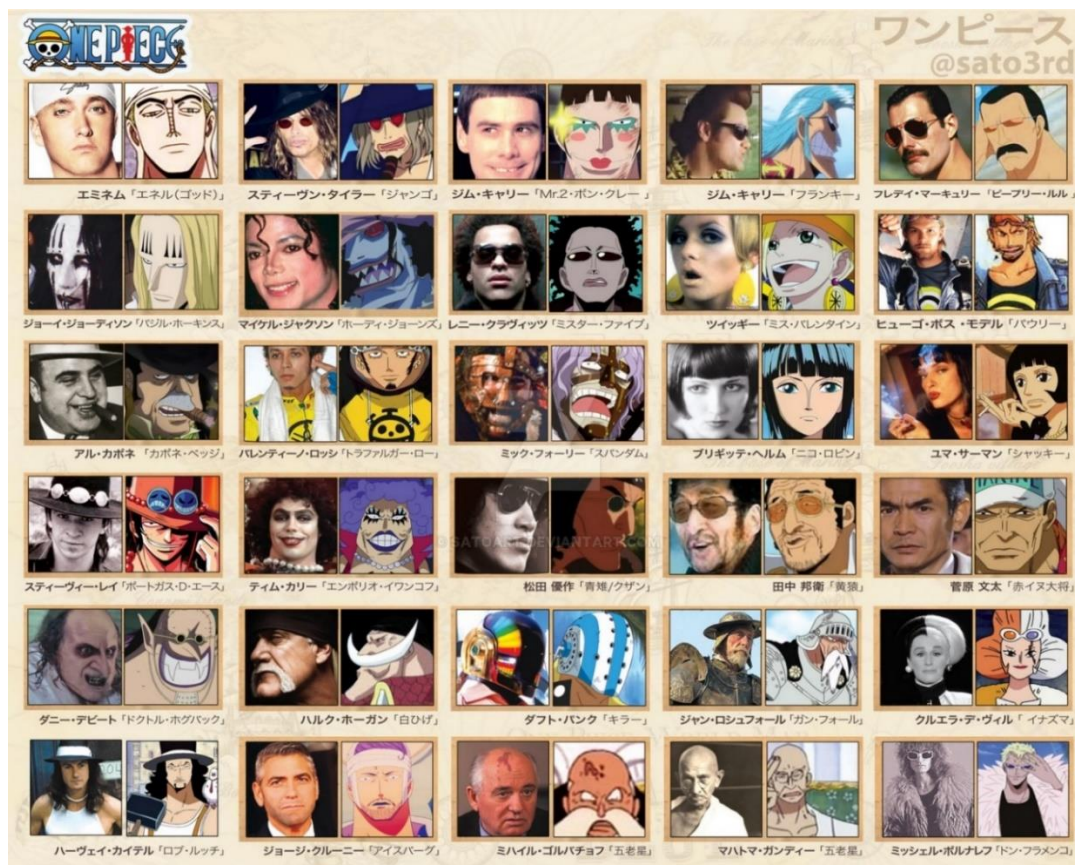 ONE PIECE
ワンピース
@sato3rd
エミネム「エネル(ゴッド)」
スティーヴン・タイラー「ジャンゴ」
ジム・キャリー「Mr.2・ボン・クレー」
ジム・キャリー「フランキー」
フレディ・マーキュリー「ピープリー・ルル」
ジョーイ・ジョーディソン「バジル・ホーキンス」
マイケル・ジャクソン「ホーディ・ジョーンズ」
レニー・クラヴィッツ「ミスター・ファイブ」
ツイッギー「ミス・バレンタイン」
ヒューゴ・ボス・モデル「パウリー」
アル・カポネ「カポネ・ベッジ」
バレンティーノ・ロッシ「トラファルガー・ロー」
ミック・フォーリー「スパンダム」
ブリギッテ・ヘルム「ニコ・ロビン」
ユマ・サーマン「シャッキー」
スティーヴィー・レイ「ポートガス・D・エース」
ティム・カリー「エンポリオ・イワンコフ」
松田 優作「青雉/クザン」
田中 邦衛「黄猿」
菅原 文太「赤イヌ大将」
ダニー・デビート「ドクトル・ホグバック」
ハルク・ホーガン「白ひげ」
ダフト・パンク「キラー」
ジャン・ロシュフォール「ガン・フォール」
クルエラ・デ・ヴィル「イナズマ」
ハーヴェイ・カイテル「ロブ・ルッチ」
ジョージ・クルーニー「アイスバーグ」
ミハイル・ゴルバチョフ「五老星」
マハトマ・ガンディー「五老星」
ミッシェル・ポルナレフ「ドン・フラメンコ」